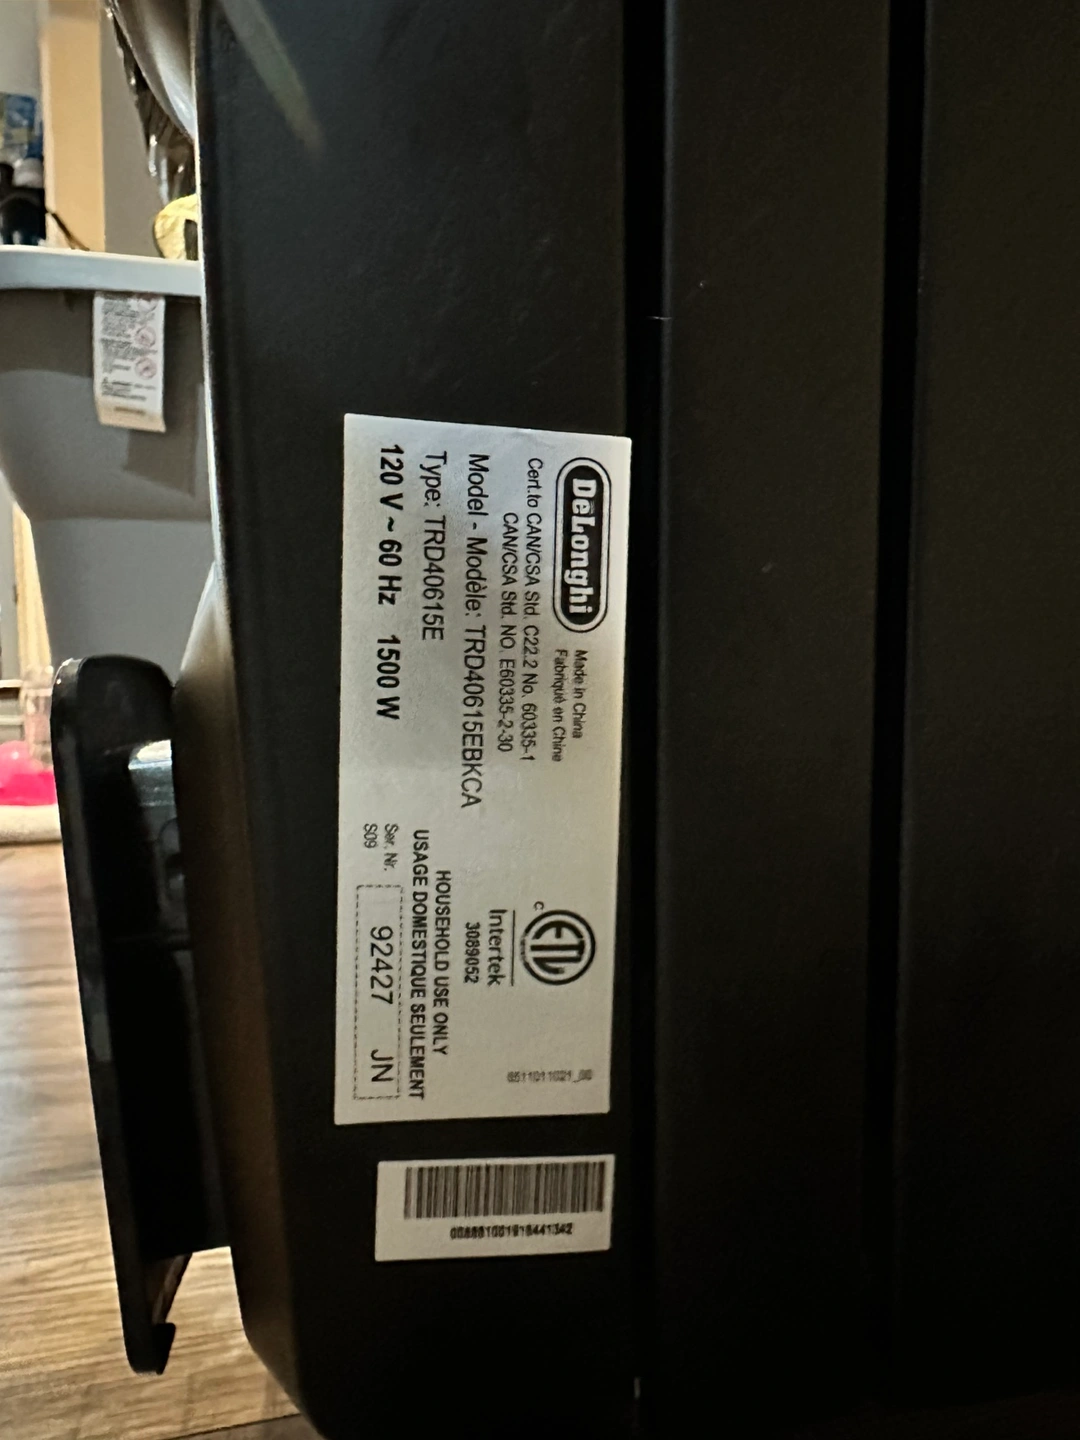 DeLonghi
Made in China
Fabriqué en Chine
Cert.to CAN/CSA Std. C22.2 No. 60335-1
CAN/CSA Std. NO. E60335-2-30
Model - Modèle: TRD40615EBKCA
Type: TRD40615E
120 V ~ 60 Hz 1500 W
C
ETL
Intertek
3089052
HOUSEHOLD USE ONLY
USAGE DOMESTIQUE SEULEMENT
Ser. Nr. 92427 JN
S09